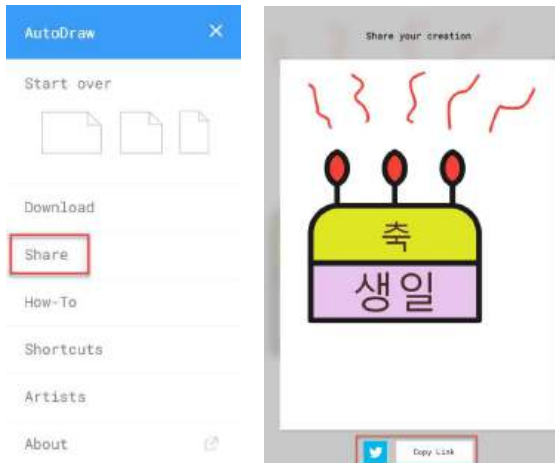 AutoDraw
Start over
Download
Share
How-To
Shortcuts
Artists
About
Share your creation
축
생일
Copy Link